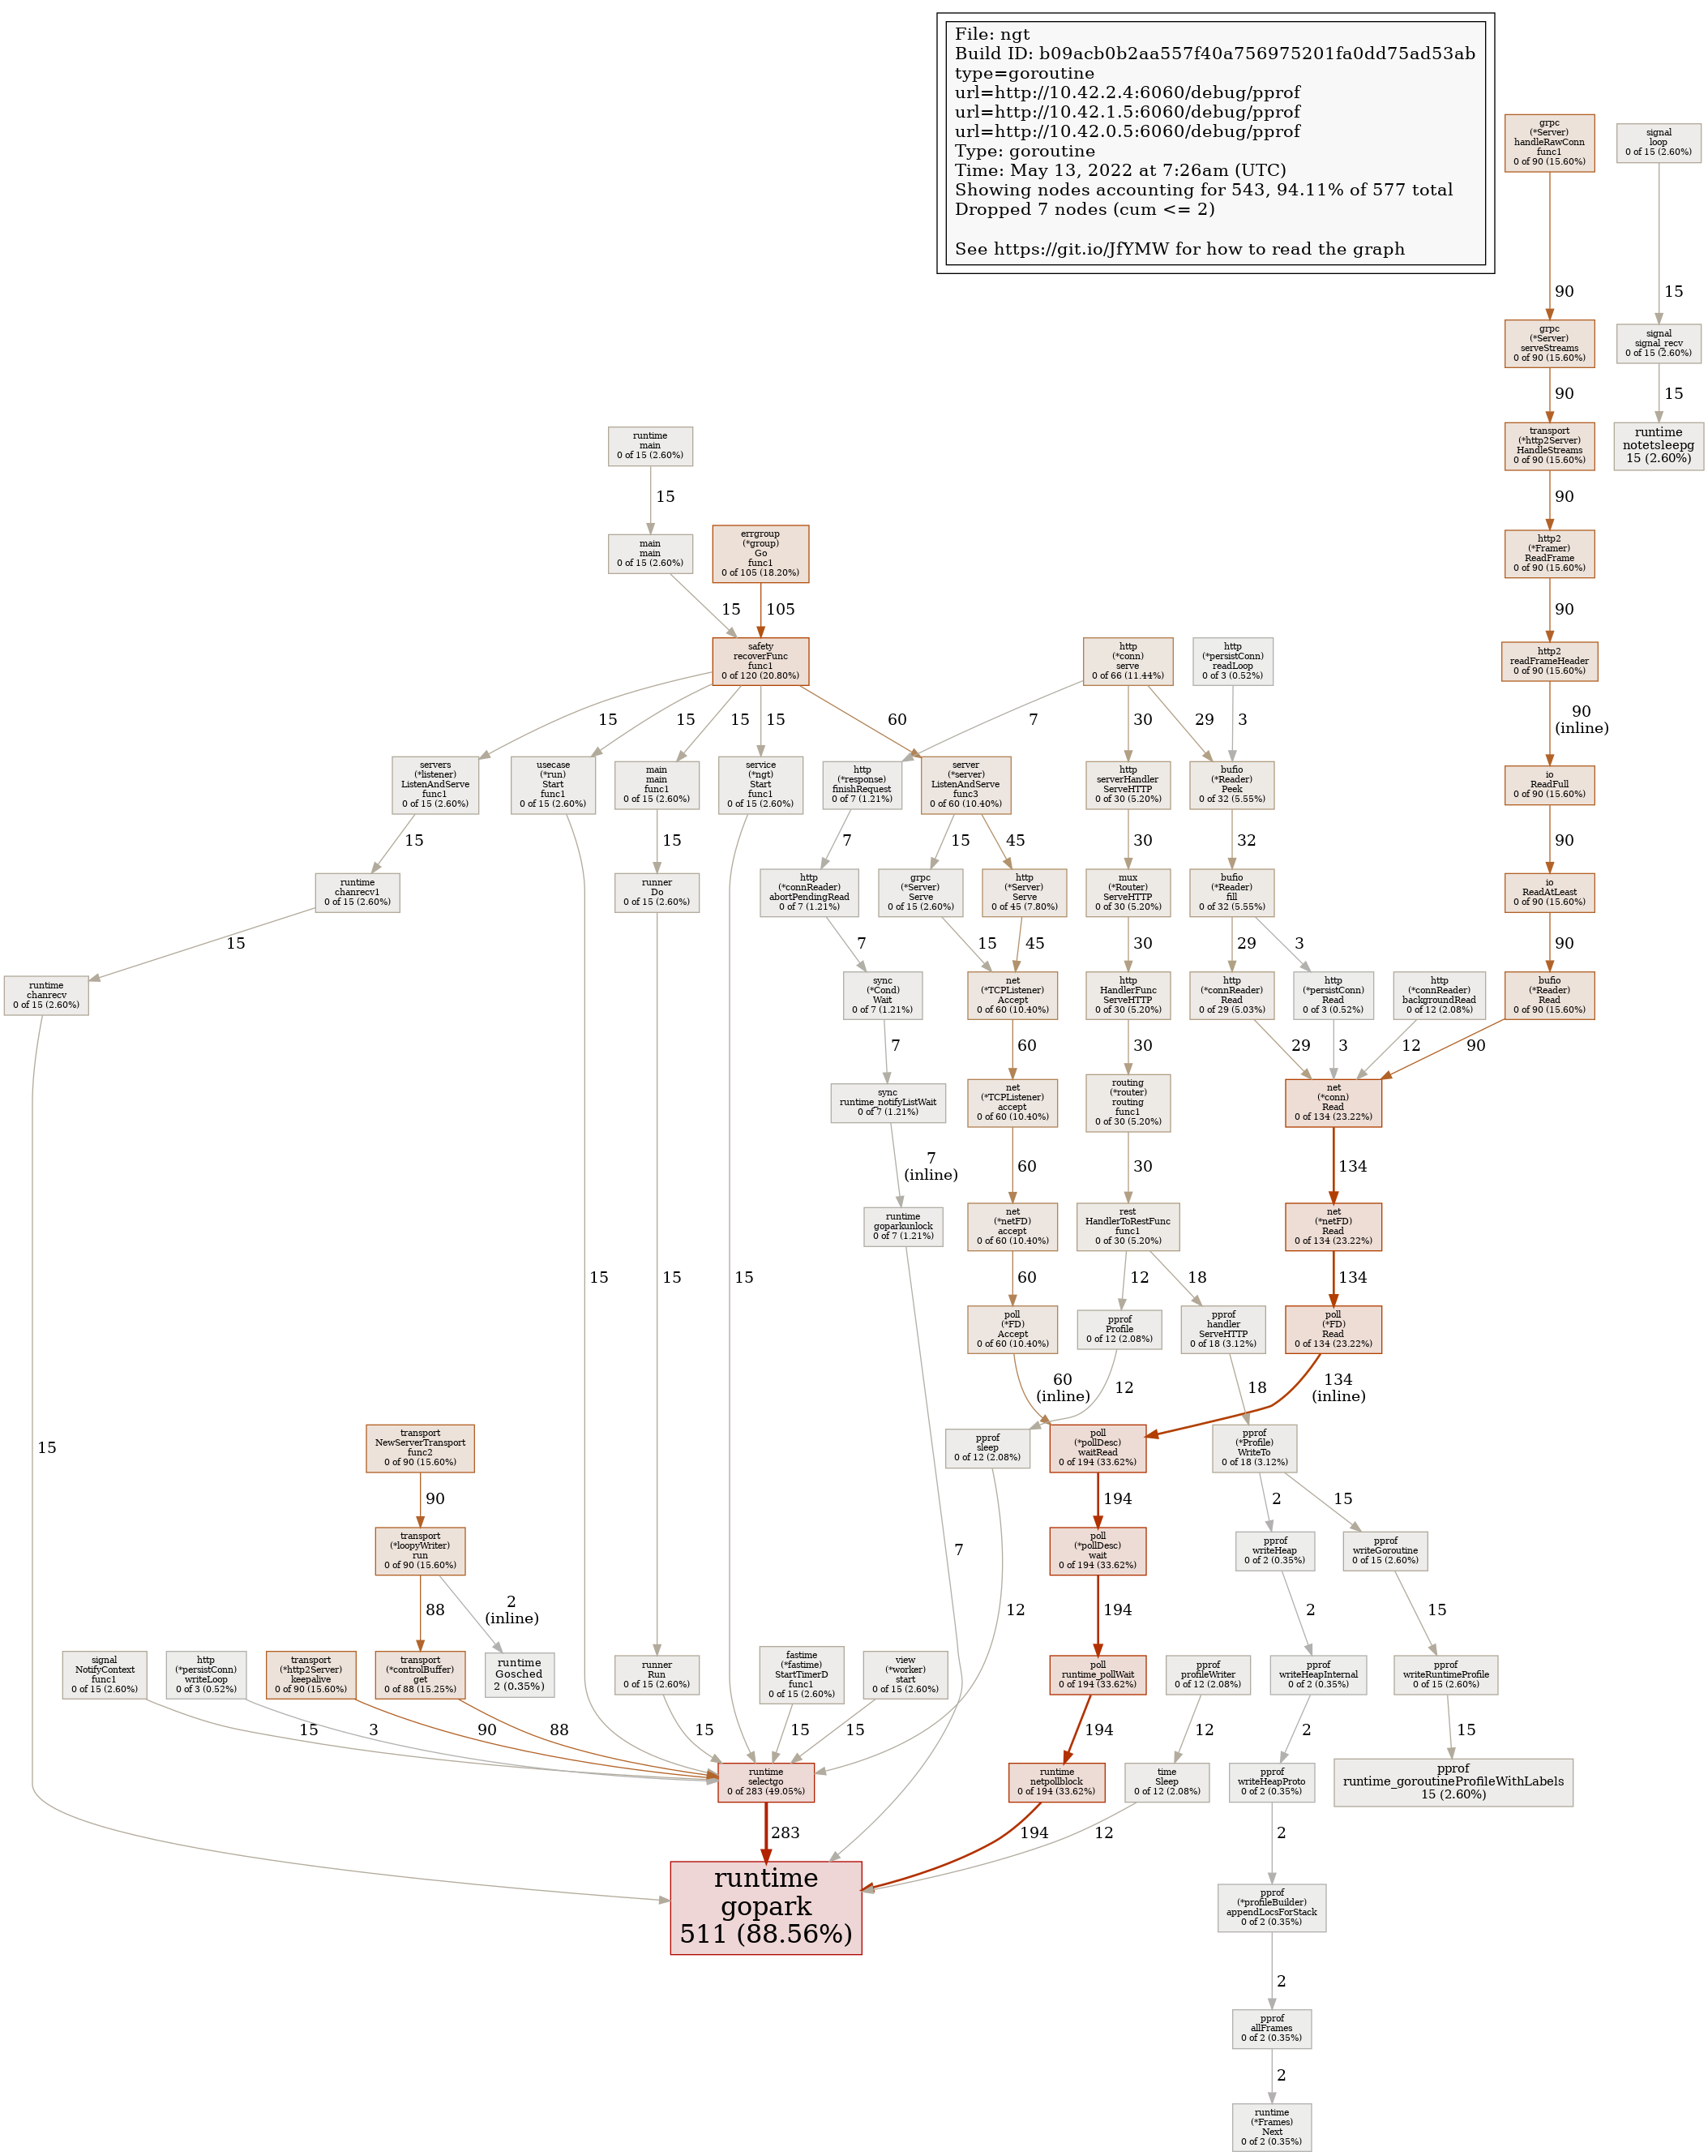 File: ngt
Build ID: b09acb0b2aa557f40a756975201fa0dd75ad53ab
type=goroutine
url=http://10.42.2.4:6060/debug/pprof
url=http://10.42.1.5:6060/debug/pprof
url=http://10.42.0.5:6060/debug/pprof
Type: goroutine
Time: May 13, 2022 at 7:26am (UTC)
Showing nodes accounting for 543, 94.11% of 577 total
Dropped 7 nodes (cum <= 2)
See https://git.io/JfYMW for how to read the graph
grpc
(*Server)
handleRawConn
func1
0 of 90 (15.60%)
signal
loop
0 of 15 (2.60%)
90
15
grpc
(*Server)
serveStreams
0 of 90 (15.60%)
signal
signal_recv
0 of 15 (2.60%)
90
15
transport
(*http2Server)
HandleStreams
0 of 90 (15.60%)
runtime
notetsleepg
15 (2.60%)
runtime
main
0 of 15 (2.60%)
15
90
main
main
0 of 15 (2.60%)
errgroup
(*group)
Go
func1
0 of 105 (18.20%)
http2
(*Framer)
ReadFrame
0 of 90 (15.60%)
15
105
90
safety
recoverFunc
func1
0 of 120 (20.80%)
http
(*conn)
serve
0 of 66 (11.44%)
http
(*persistConn)
readLoop
0 of 3 (0.52%)
http2
readFrameHeader
0 of 90 (15.60%)
15
15
15
15
60
7
30
29
3
90
(inline)
servers
(*listener)
ListenAndServe
func1
0 of 15 (2.60%)
usecase
(*run)
Start
func1
0 of 15 (2.60%)
main
main
func1
0 of 15 (2.60%)
service
(*ngt)
Start
func1
0 of 15 (2.60%)
http
(*response)
finishRequest
0 of 7 (1.21%)
server
(*server)
ListenAndServe
func3
0 of 60 (10.40%)
http
serverHandler
ServeHTTP
0 of 30 (5.20%)
bufio
(*Reader)
Peek
0 of 32 (5.55%)
io
ReadFull
0 of 90 (15.60%)
15
15
7
15
45
30
32
90
runtime
chanrecv1
0 of 15 (2.60%)
runner
Do
0 of 15 (2.60%)
http
(*connReader)
abortPendingRead
0 of 7 (1.21%)
grpc
(*Server)
Serve
0 of 15 (2.60%)
http
(*Server)
Serve
0 of 45 (7.80%)
mux
(*Router)
ServeHTTP
0 of 30 (5.20%)
bufio
(*Reader)
fill
0 of 32 (5.55%)
io
ReadAtLeast
0 of 90 (15.60%)
15
7
15
45
30
29
3
90
runtime
chanrecv
0 of 15 (2.60%)
sync
(*Cond)
Wait
0 of 7 (1.21%)
net
(*TCPListener)
Accept
0 of 60 (10.40%)
http
HandlerFunc
ServeHTTP
0 of 30 (5.20%)
http
(*connReader)
Read
0 of 29 (5.03%)
http
(*persistConn)
Read
0 of 3 (0.52%)
http
(*connReader)
backgroundRead
0 of 12 (2.08%)
bufio
(*Reader)
Read
0 of 90 (15.60%)
7
60
30
29
3
12
90
sync
runtime_notifyListWait
0 of 7 (1.21%)
net
(*TCPListener)
accept
0 of 60 (10.40%)
routing
(*router)
routing
func1
0 of 30 (5.20%)
net
(*conn)
Read
0 of 134 (23.22%)
7
(inline)
60
30
134
runtime
goparkunlock
0 of 7 (1.21%)
net
(*netFD)
accept
0 of 60 (10.40%)
rest
HandlerToRestFunc
func1
0 of 30 (5.20%)
net
(*netFD)
Read
0 of 134 (23.22%)
15
15
15
60
12
18
134
poll
(*FD)
Accept
0 of 60 (10.40%)
pprof
Profile
0 of 12 (2.08%)
pprof
handler
ServeHTTP
0 of 18 (3.12%)
poll
(*FD)
Read
0 of 134 (23.22%)
60
(inline)
12
18
134
(inline)
15
transport
NewServerTransport
func2
0 of 90 (15.60%)
pprof
sleep
0 of 12 (2.08%)
poll
(*pollDesc)
waitRead
0 of 194 (33.62%)
pprof
(*Profile)
WriteTo
0 of 18 (3.12%)
90
194
2
15
transport
(*loopyWriter)
run
0 of 90 (15.60%)
7
poll
(*pollDesc)
wait
0 of 194 (33.62%)
pprof
writeHeap
0 of 2 (0.35%)
pprof
writeGoroutine
0 of 15 (2.60%)
88
2
(inline)
12
194
2
15
signal
NotifyContext
func1
0 of 15 (2.60%)
http
(*persistConn)
writeLoop
0 of 3 (0.52%)
transport
(*http2Server)
keepalive
0 of 90 (15.60%)
transport
(*controlBuffer)
get
0 of 88 (15.25%)
runtime
Gosched
2 (0.35%)
runner
Run
0 of 15 (2.60%)
fastime
(*fastime)
StartTimerD
func1
0 of 15 (2.60%)
view
(*worker)
start
0 of 15 (2.60%)
poll
runtime_pollWait
0 of 194 (33.62%)
pprof
profileWriter
0 of 12 (2.08%)
pprof
writeHeapInternal
0 of 2 (0.35%)
pprof
writeRuntimeProfile
0 of 15 (2.60%)
15
3
90
88
15
15
15
194
12
2
15
runtime
selectgo
0 of 283 (49.05%)
runtime
netpollblock
0 of 194 (33.62%)
time
Sleep
0 of 12 (2.08%)
pprof
writeHeapProto
0 of 2 (0.35%)
pprof
runtime_goroutineProfileWithLabels
15 (2.60%)
283
194
12
2
runtime
gopark
511 (88.56%)
pprof
(*profileBuilder)
appendLocsForStack
0 of 2 (0.35%)
2
pprof
allFrames
0 of 2 (0.35%)
2
runtime
(*Frames)
Next
0 of 2 (0.35%)